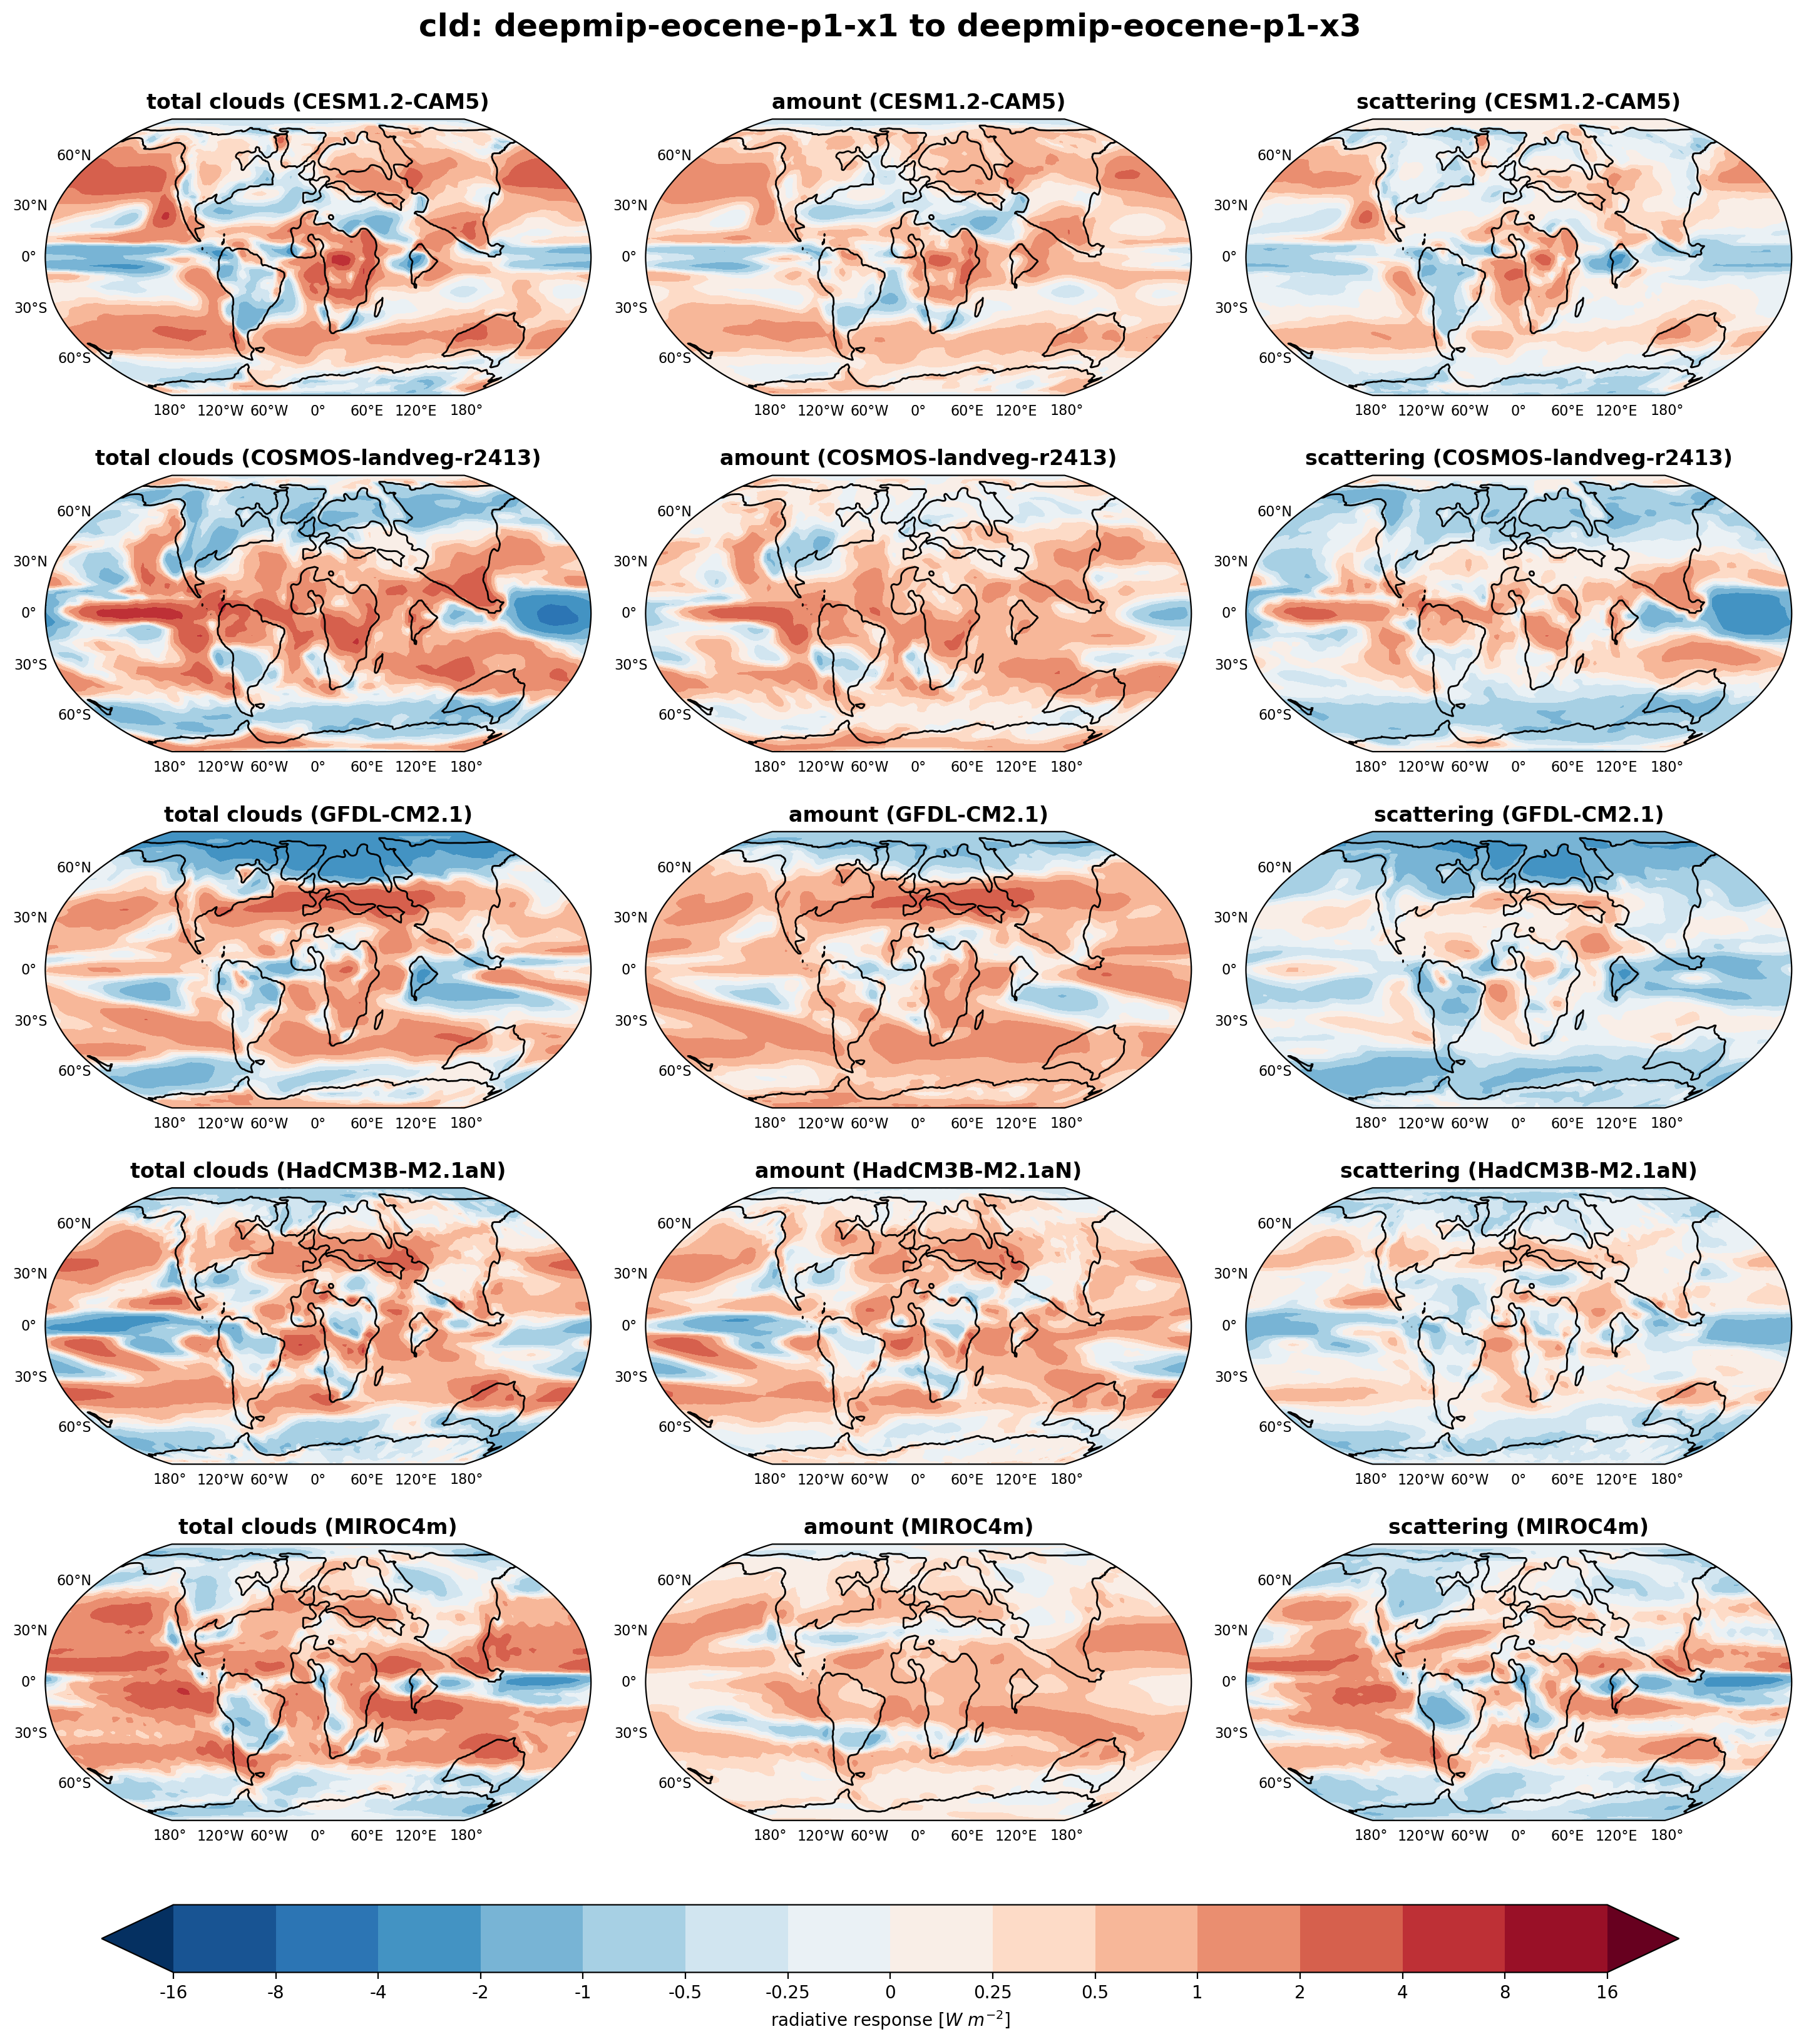 cld: deepmip-eocene-p1-x1 to deepmip-eocene-p1-x3
total clouds (CESM1.2-CAM5) amount (CESM1.2-CAM5) scattering (CESM1.2-CAM5)
60°N 60°N 60°N
30°N 30°N 30°N
0° 0° 0°
30°S 30°S 30°S
60°S 60°S 60°S
180° 120°W 60°W 0° 60°E 120°E 180° 180° 120°W 60°W 0° 60°E 120°E 180° 180° 120°W 60°W 0° 60°E 120°E 180°
total clouds (COSMOS-landveg-r2413) amount (COSMOS-landveg-r2413) scattering (COSMOS-landveg-r2413)
60°N 60°N 60°N
30°N 30°N 30°N
0° 0° 0°
30°S 30°S 30°S
60°S 60°S 60°S
180° 120°W 60°W 0° 60°E 120°E 180° 180° 120°W 60°W 0° 60°E 120°E 180° 180° 120°W 60°W 0° 60°E 120°E 180°
total clouds (GFDL-CM2.1) amount (GFDL-CM2.1) scattering (GFDL-CM2.1)
60°N 60°N 60°N
30°N 30°N 30°N
0° 0° 0°
30°S 30°S 30°S
60°S 60°S 60°S
180° 120°W 60°W 0° 60°E 120°E 180° 180° 120°W 60°W 0° 60°E 120°E 180° 180° 120°W 60°W 0° 60°E 120°E 180°
total clouds (HadCM3B-M2.1aN) amount (HadCM3B-M2.1aN) scattering (HadCM3B-M2.1aN)
60°N 60°N 60°N
30°N 30°N 30°N
0° 0° 0°
30°S 30°S 30°S
60°S 60°S 60°S
180° 120°W 60°W 0° 60°E 120°E 180° 180° 120°W 60°W 0° 60°E 120°E 180° 180° 120°W 60°W 0° 60°E 120°E 180°
total clouds (MIROC4m) amount (MIROC4m) scattering (MIROC4m)
60°N 60°N 60°N
30°N 30°N 30°N
0° 0° 0°
30°S 30°S 30°S
60°S 60°S 60°S
180° 120°W 60°W 0° 60°E 120°E 180° 180° 120°W 60°W 0° 60°E 120°E 180° 180° 120°W 60°W 0° 60°E 120°E 180°
-16 -8 -4 -2 -1 -0.5 -0.25 0 0.25 0.5 1 2 4 8 16
radiative response [W m⁻²]